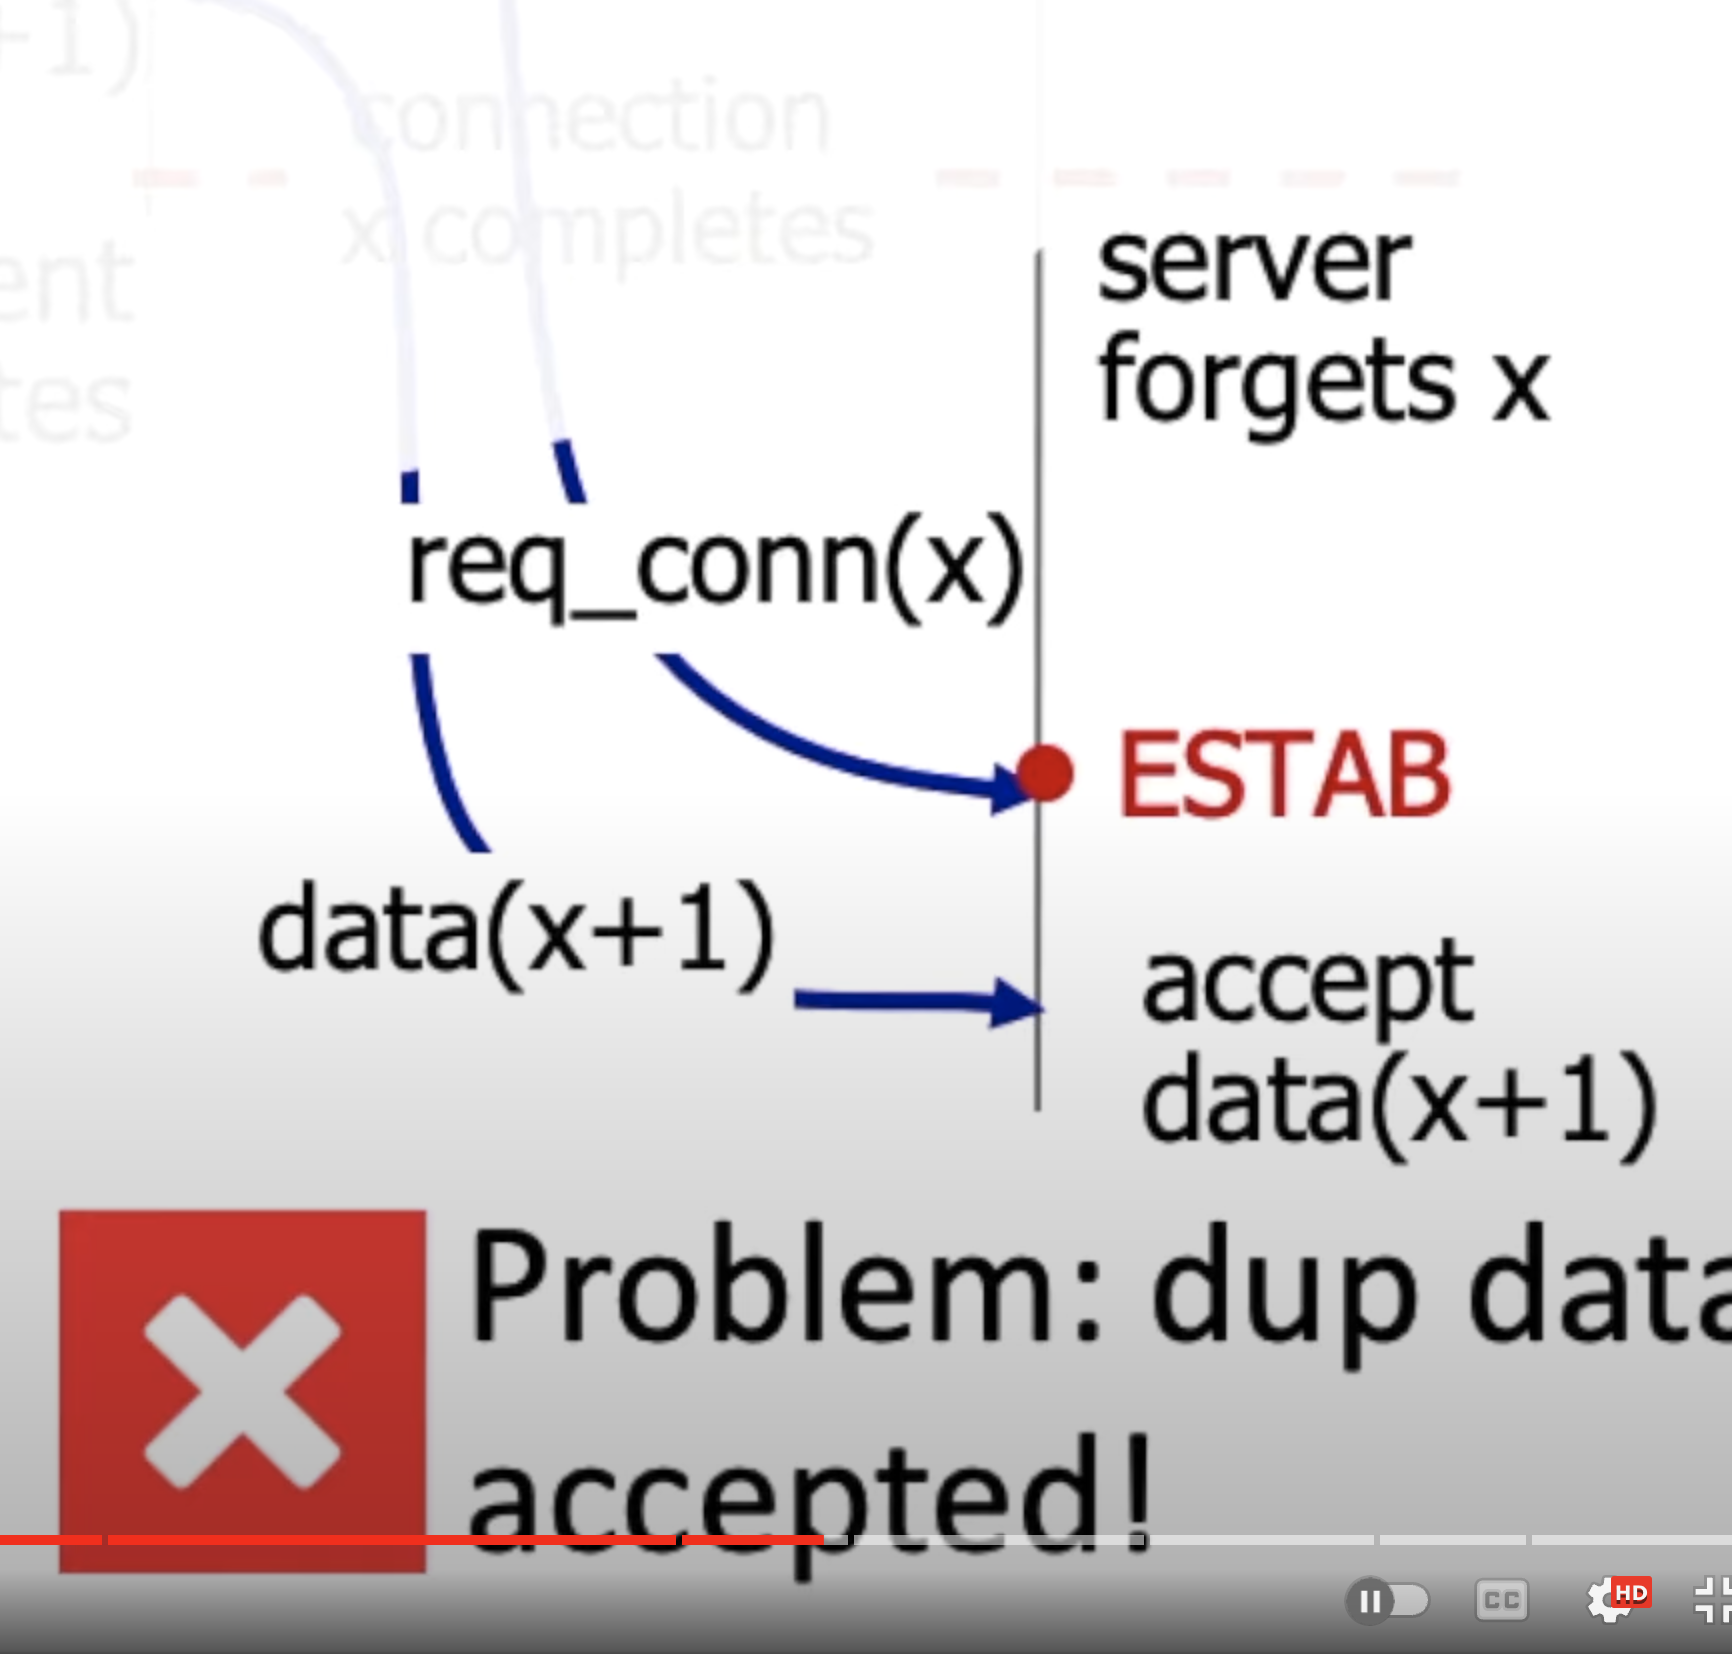 +1)
connection
x completes
ent
tes
server
forgets x
req_conn(x)
ESTAB
data(x+1)
accept
data(x+1)
Problem: dup data
accepted!
CC
HD